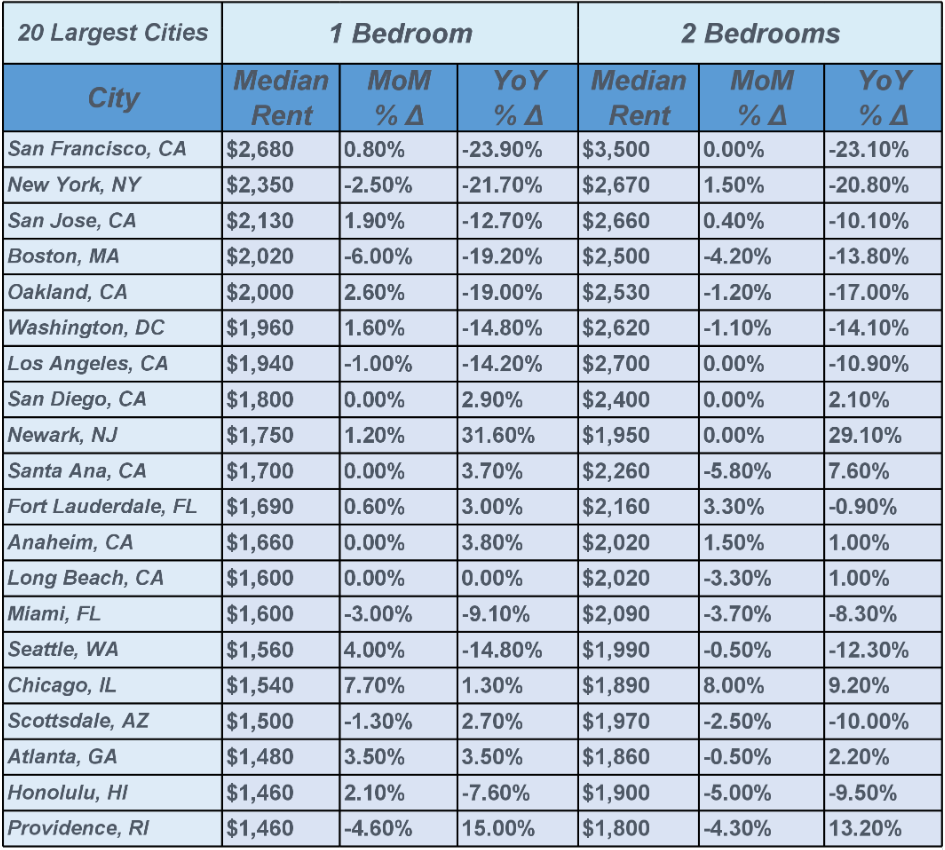 20 Largest Cities 1 Bedroom 2 Bedrooms
City Median Rent MoM % Δ YoY % Δ Median Rent MoM % Δ YoY % Δ
San Francisco, CA $2,680 0.80% -23.90% $3,500 0.00% -23.10%
New York, NY $2,350 -2.50% -21.70% $2,670 1.50% -20.80%
San Jose, CA $2,130 1.90% -12.70% $2,660 0.40% -10.10%
Boston, MA $2,020 -6.00% -19.20% $2,500 -4.20% -13.80%
Oakland, CA $2,000 2.60% -19.00% $2,530 -1.20% -17.00%
Washington, DC $1,960 1.60% -14.80% $2,620 -1.10% -14.10%
Los Angeles, CA $1,940 -1.00% -14.20% $2,700 0.00% -10.90%
San Diego, CA $1,800 0.00% 2.90% $2,400 0.00% 2.10%
Newark, NJ $1,750 1.20% 31.60% $1,950 0.00% 29.10%
Santa Ana, CA $1,700 0.00% 3.70% $2,260 -5.80% 7.60%
Fort Lauderdale, FL $1,690 0.60% 3.00% $2,160 3.30% -0.90%
Anaheim, CA $1,660 0.00% 3.80% $2,020 1.50% 1.00%
Long Beach, CA $1,600 0.00% 0.00% $2,020 -3.30% 1.00%
Miami, FL $1,600 -3.00% -9.10% $2,090 -3.70% -8.30%
Seattle, WA $1,560 4.00% -14.80% $1,990 -0.50% -12.30%
Chicago, IL $1,540 7.70% 1.30% $1,890 8.00% 9.20%
Scottsdale, AZ $1,500 -1.30% 2.70% $1,970 -2.50% -10.00%
Atlanta, GA $1,480 3.50% 3.50% $1,860 -0.50% 2.20%
Honolulu, HI $1,460 2.10% -7.60% $1,900 -5.00% -9.50%
Providence, RI $1,460 -4.60% 15.00% $1,800 -4.30% 13.20%